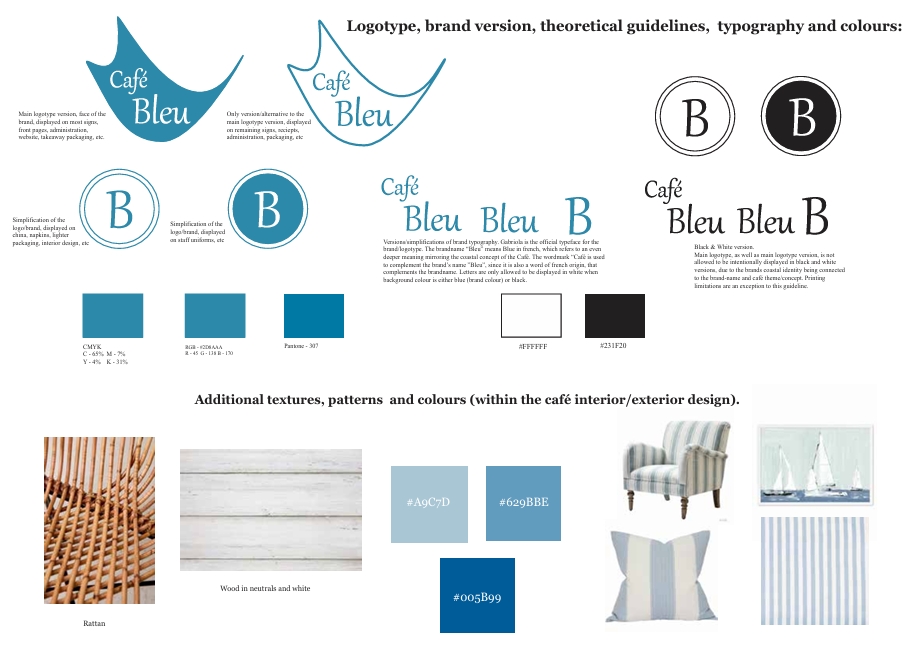 Logotype, brand version, theoretical guidelines, typography and colours:
Café
Bleu
Main logotype version, face of the
brand, displayed on most signs,
front pages, administration,
website, takeaway packaging, etc
Café
Bleu
Only version/alternative to the
main logotype version, displayed
on remaining signs, reciepts,
administration, packaging, etc
B
B
B
Simplification of the
logo/brand, displayed on
china, napkins, lighter
packaging, interior design, etc
B
Simplification of the
logo/brand, displayed
on staff uniforms, etc
Café
Bleu
Bleu
B
Versions/simplifications of brand typography. Gabriola is the official typeface for the
brand/logotype. The brandname "Bleu" means Blue in french, which refers to an even
deeper meaning mirroring the coastal concept of the Café. The wordmark "Café is used
to complement the brand's name "Bleu", since it is also a word of french origin, that
complements the brandname. Letters are only allowed to be displayed in white when
background colour is either blue (brand colour) or black.
Café
Bleu
Bleu
B
Black & White version.
Main logotype, as well as main logotype version, is not
allowed to be intentionally displayed in black and white
versions, due to the brands coastal identity being connected
to the brand-name and café theme/concept. Printing
limitations are an exception to this guideline.
CMYK
C - 65% M - 7%
Y - 4% K - 31%
RGB - #2D8AAA
R - 45 G - 138 B - 170
Pantone - 307
#FFFFFF
#231F20
Additional textures, patterns and colours (within the café interior/exterior design).
Rattan
Wood in neutrals and white
#A9C7D
#629BBE
#005B99